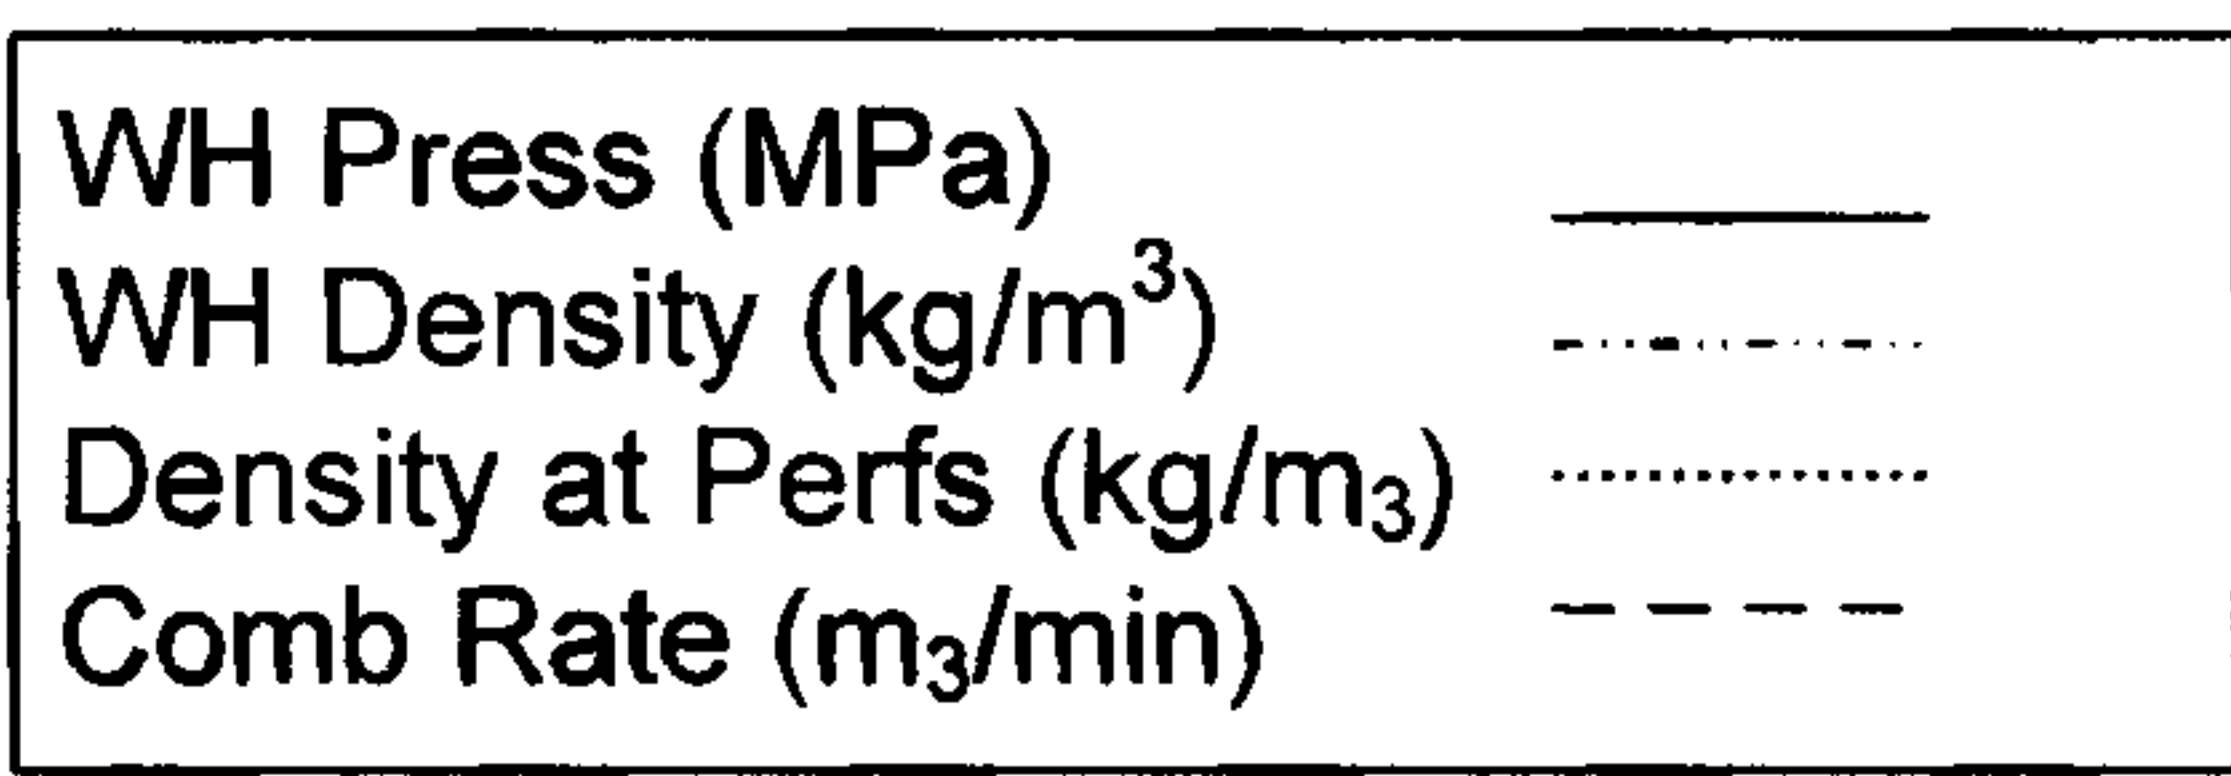 WH Press (MPa)
WH Density (kg/m³)
Density at Perfs (kg/m₃)
Comb Rate (m₃/min)